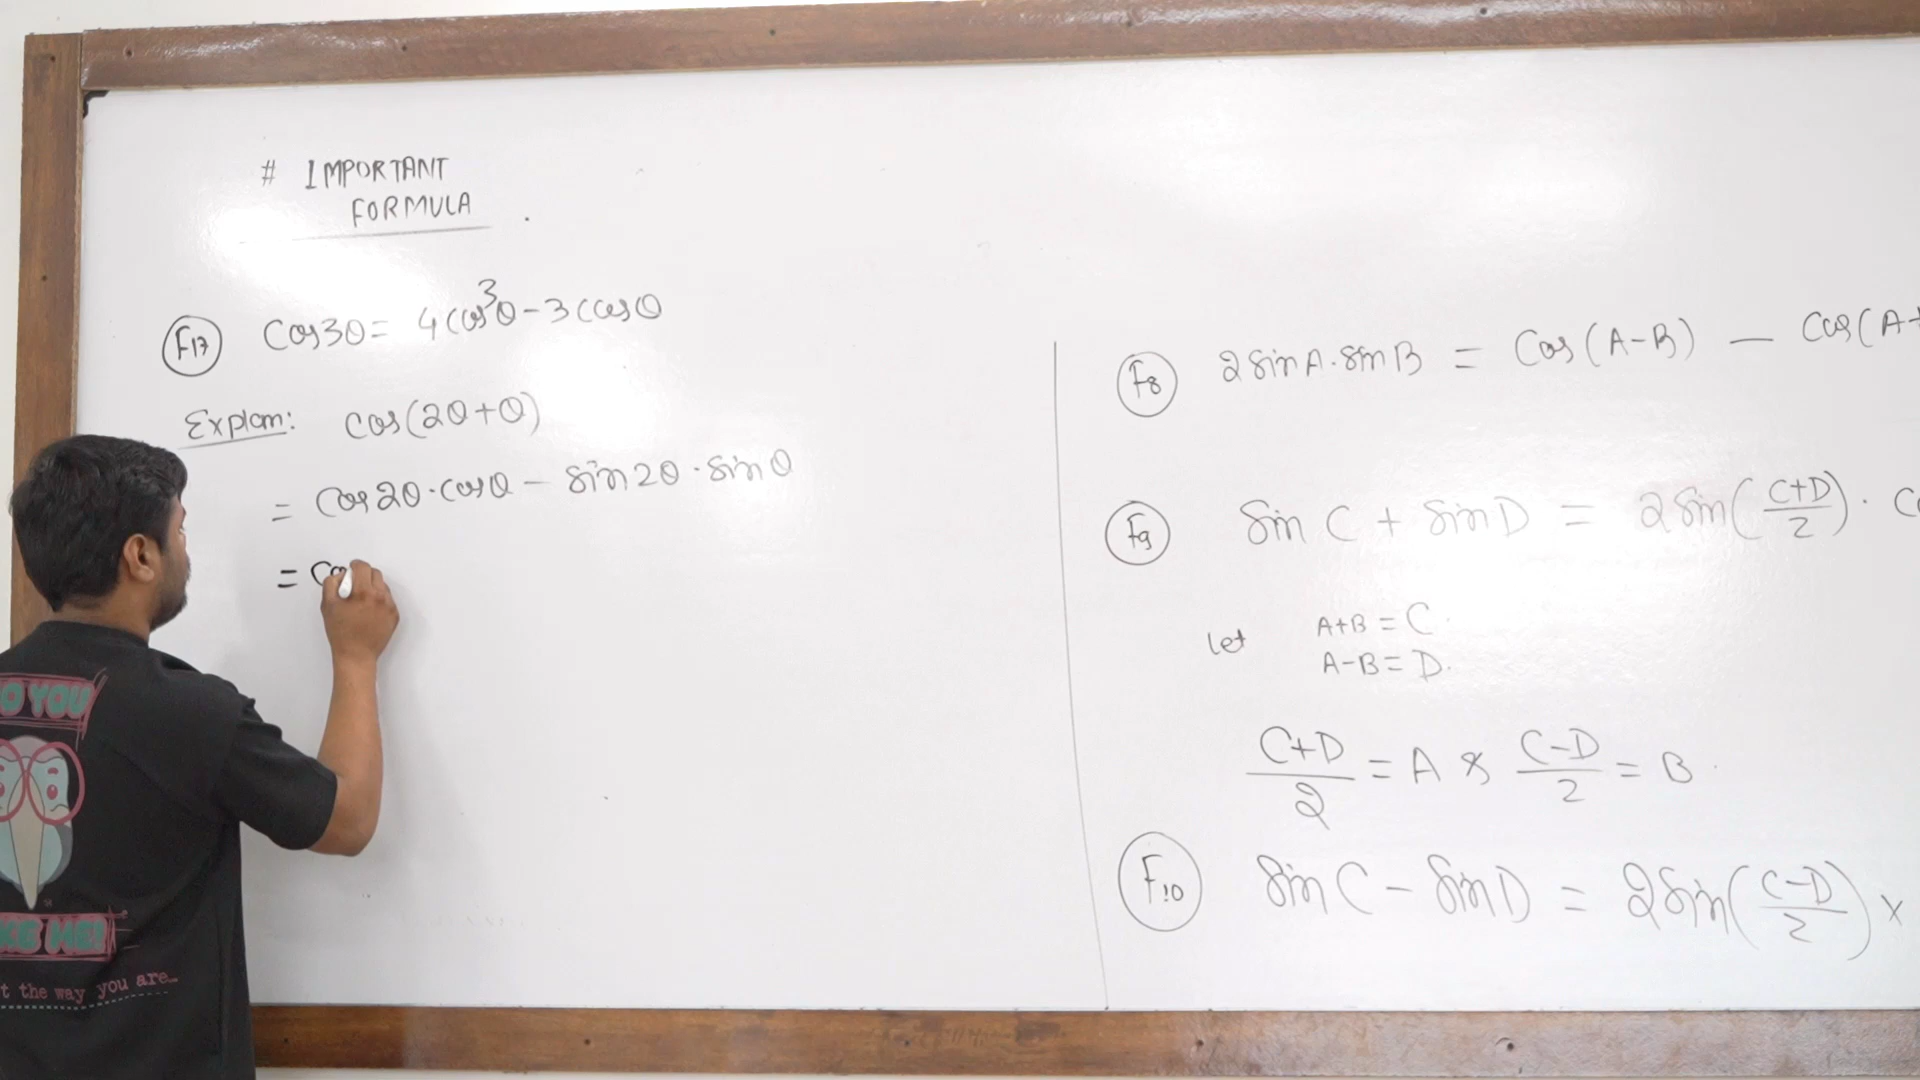 # IMPORTANT
FORMULA
F17 Cos3θ = 4cos³θ - 3cosθ
Explam: cos(2θ+θ)
= cos2θ·cosθ - sin2θ·sinθ
= Co
F8 2sinA·sinB = Cos(A-B) - Cos(A+
F9 sin C + sin D = 2sin((C+D)/2)· C
Let A+B = C
A-B = D.
(C+D)/2 = A & (C-D)/2 = B
F10 Sin C - Sin D = 2Sin((C-D)/2) ×
O YOU
KE ME!
t the way you are...